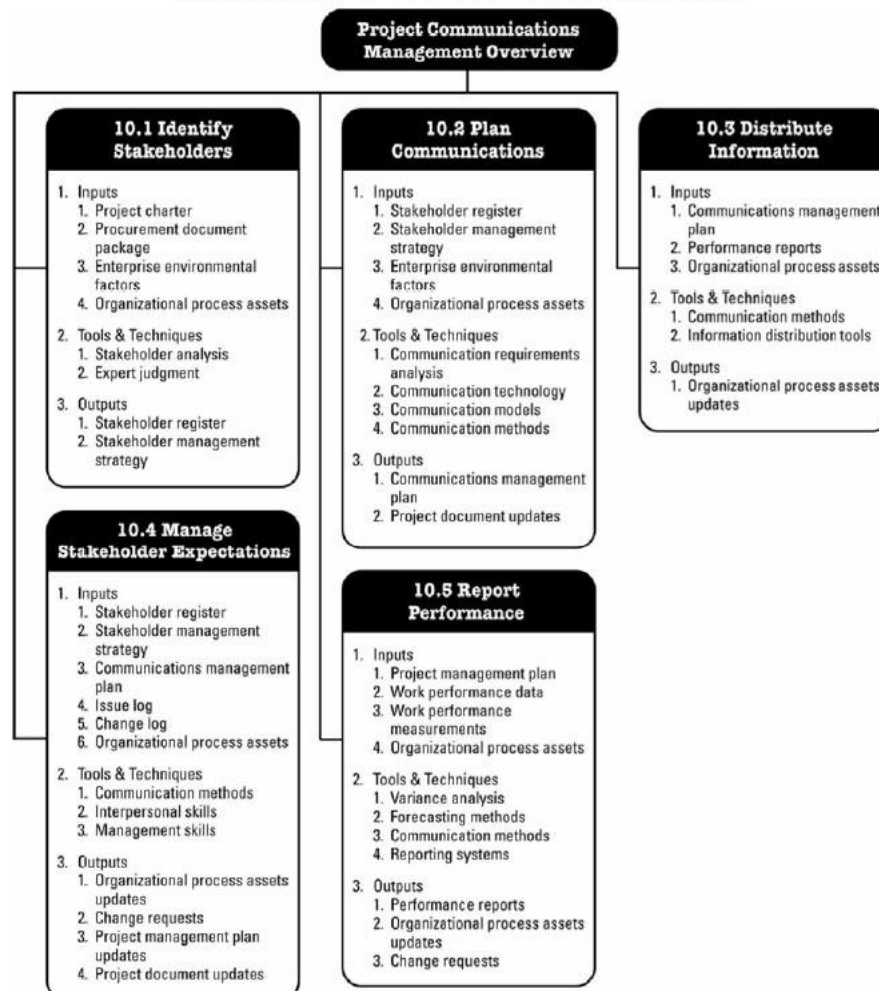 Project Communications
Management Overview
10.1 Identify
Stakeholders
1. Inputs
1. Project charter
2. Procurement document
package
3. Enterprise environmental
factors
4. Organizational process assets
2. Tools & Techniques
1. Stakeholder analysis
2. Expert judgment
3. Outputs
1. Stakeholder register
2. Stakeholder management
strategy
10.2 Plan
Communications
1. Inputs
1. Stakeholder register
2. Stakeholder management
strategy
3. Enterprise environmental
factors
4. Organizational process assets
2. Tools & Techniques
1. Communication requirements
analysis
2. Communication technology
3. Communication models
4. Communication methods
3. Outputs
1. Communications management
plan
2. Project document updates
10.3 Distribute
Information
1. Inputs
1. Communications management
plan
2. Performance reports
3. Organizational process assets
2. Tools & Techniques
1. Communication methods
2. Information distribution tools
3. Outputs
1. Organizational process assets
updates
10.4 Manage
Stakeholder Expectations
1. Inputs
1. Stakeholder register
2. Stakeholder management
strategy
3. Communications management
plan
4. Issue log
5. Change log
6. Organizational process assets
2. Tools & Techniques
1. Communication methods
2. Interpersonal skills
3. Management skills
3. Outputs
1. Organizational process assets
updates
2. Change requests
3. Project management plan
updates
4. Project document updates
10.5 Report
Performance
1. Inputs
1. Project management plan
2. Work performance data
3. Work performance
measurements
4. Organizational process assets
2. Tools & Techniques
1. Variance analysis
2. Forecasting methods
3. Communication methods
4. Reporting systems
3. Outputs
1. Performance reports
2. Organizational process assets
updates
3. Change requests